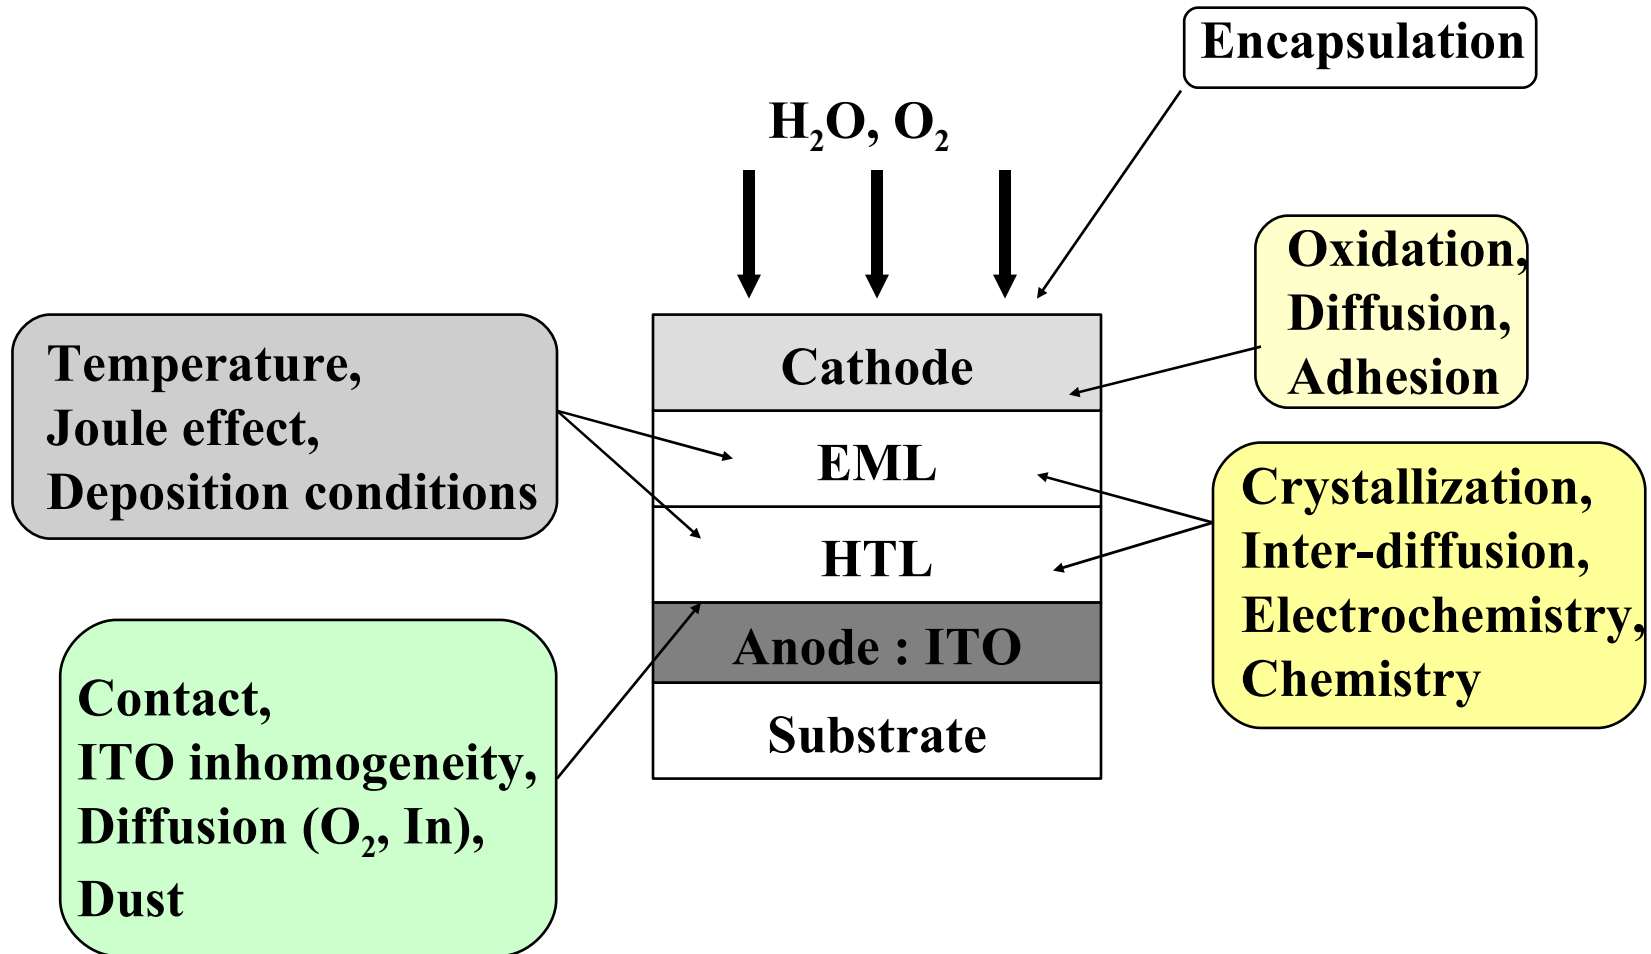 Encapsulation
H₂O, O₂
Oxidation,
Diffusion,
Adhesion
Temperature,
Joule effect,
Deposition conditions
Cathode
EML
HTL
Anode : ITO
Substrate
Crystallization,
Inter-diffusion,
Electrochemistry,
Chemistry
Contact,
ITO inhomogeneity,
Diffusion (O₂, In),
Dust